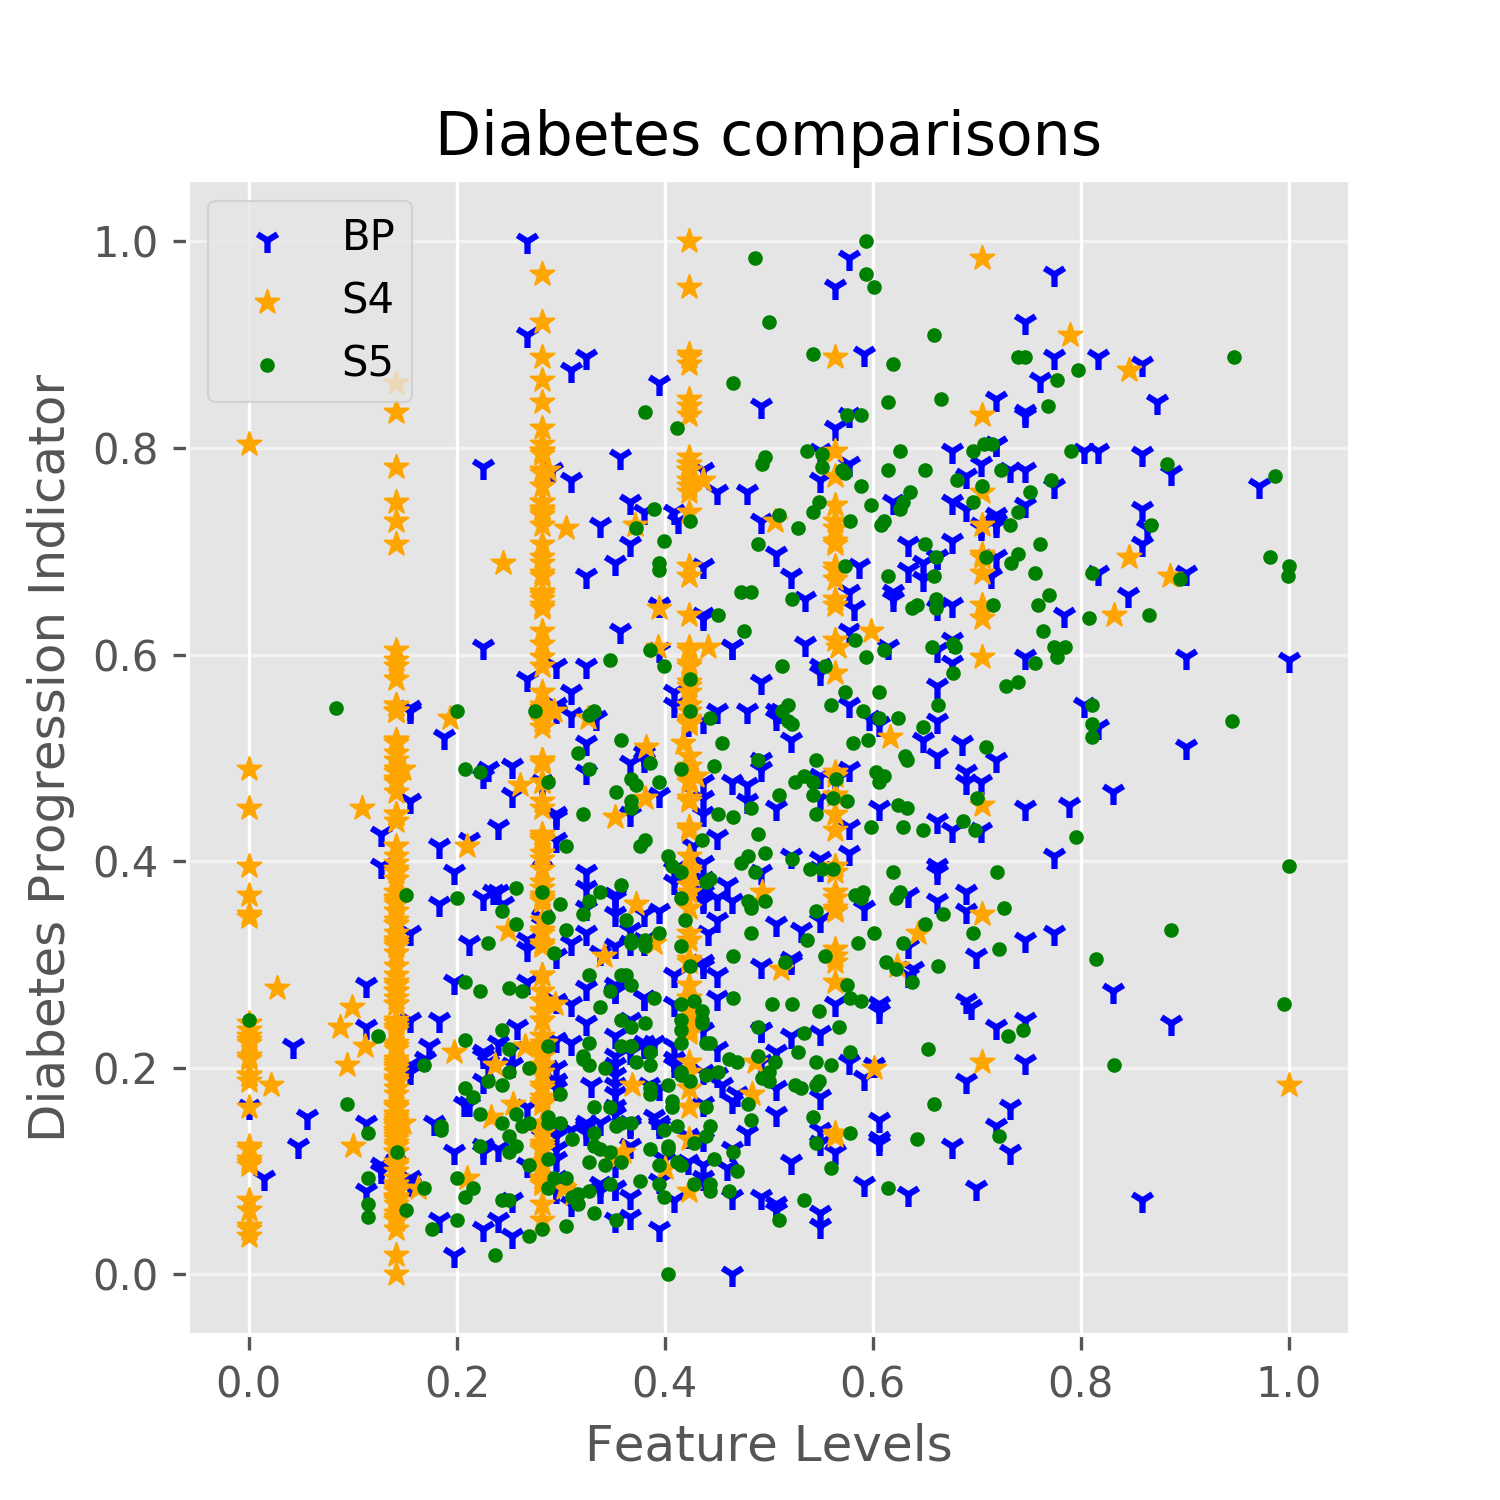 Diabetes comparisons
BP
S4
S5
Diabetes Progression Indicator
1.0
0.8
0.6
0.4
0.2
0.0
0.0 0.2 0.4 0.6 0.8 1.0
Feature Levels